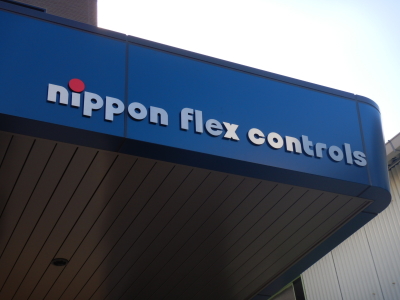 nippon flex controls